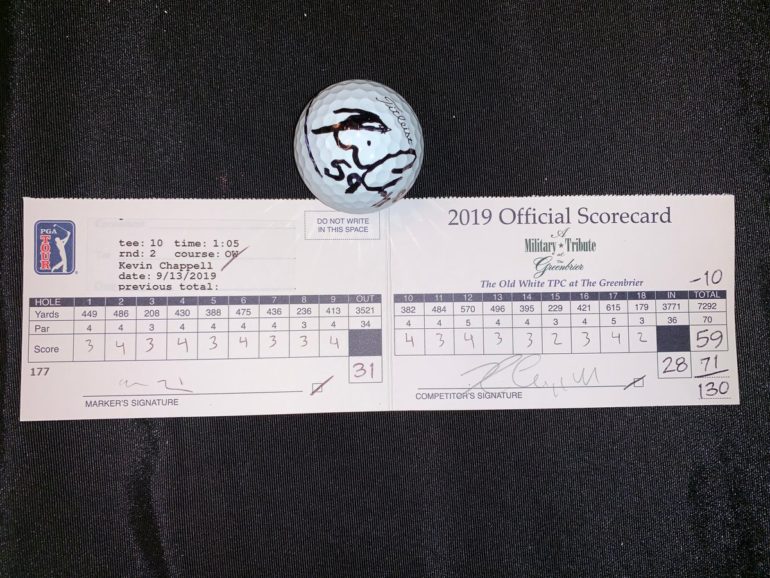 Titleist
59
PGA TOUR
tee: 10 time: 1:05
rnd: 2 course: OW
Kevin Chappell
date: 9/13/2019
previous total:
DO NOT WRITE
IN THIS SPACE
2019 Official Scorecard
A
Military Tribute
at
The
Greenbrier
The Old White TPC at The Greenbrier
-10
HOLE 1 2 3 4 5 6 7 8 9 OUT
Yards 449 486 208 430 388 475 436 236 413 3521
Par 4 4 3 4 4 4 4 3 4 34
Score 3 4 3 4 3 4 3 3 4
31
177
MARKER'S SIGNATURE
10 11 12 13 14 15 16 17 18 IN TOTAL
382 484 570 496 395 229 421 615 179 3771 7292
4 4 5 4 4 3 4 5 3 36 70
4 3 4 3 3 2 3 4 2 59
28 71
130
COMPETITOR'S SIGNATURE